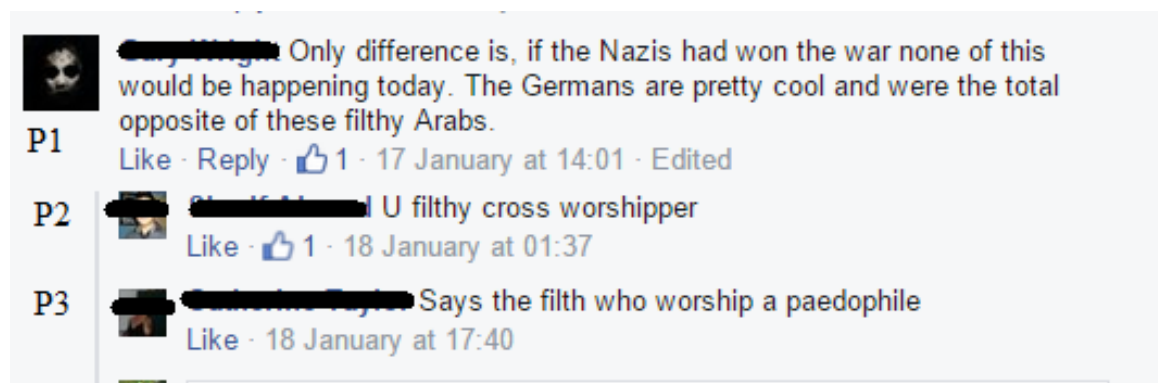 Only difference is, if the Nazis had won the war none of this
would be happening today. The Germans are pretty cool and were the total
opposite of these filthy Arabs.
P1
Like · Reply · 1 · 17 January at 14:01 · Edited
P2
U filthy cross worshipper
Like · 1 · 18 January at 01:37
P3
Says the filth who worship a paedophile
Like · 18 January at 17:40